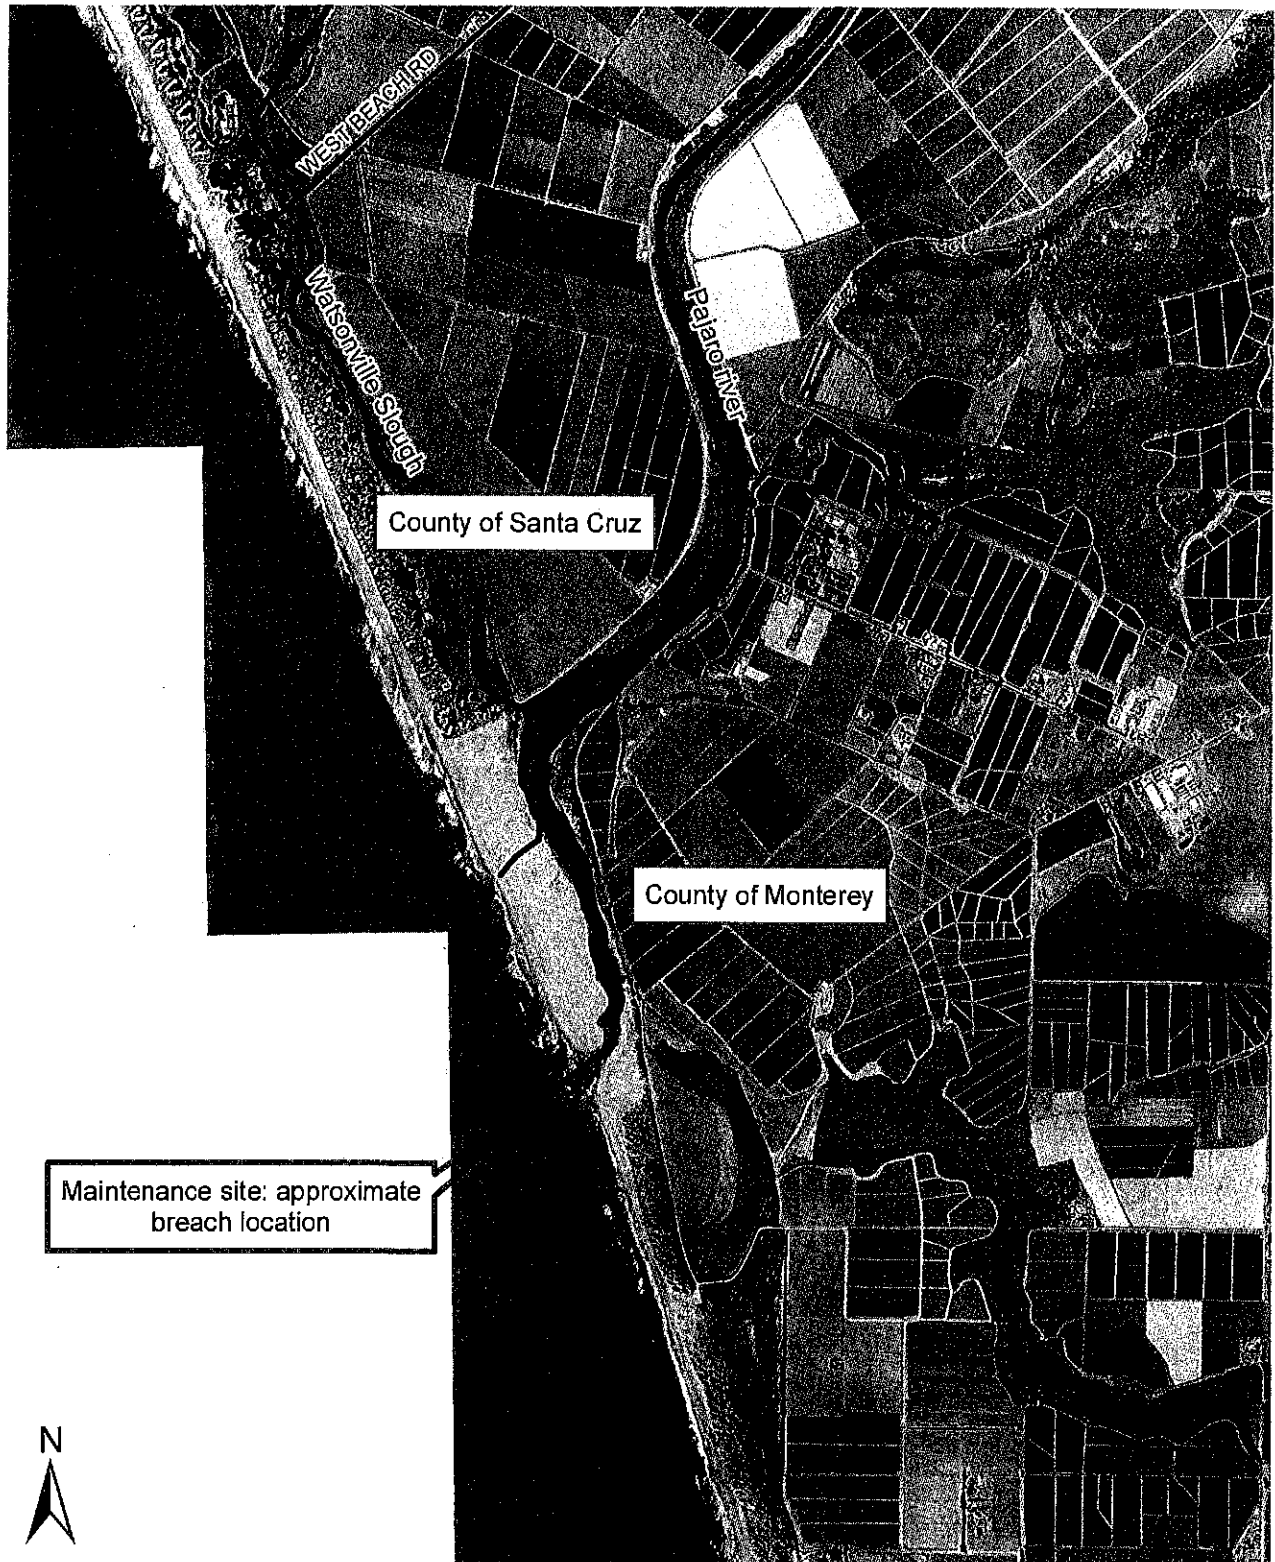 WEST BEACH RD
Watsonville Slough
Pajaro river
County of Santa Cruz
County of Monterey
Maintenance site: approximate
breach location
N